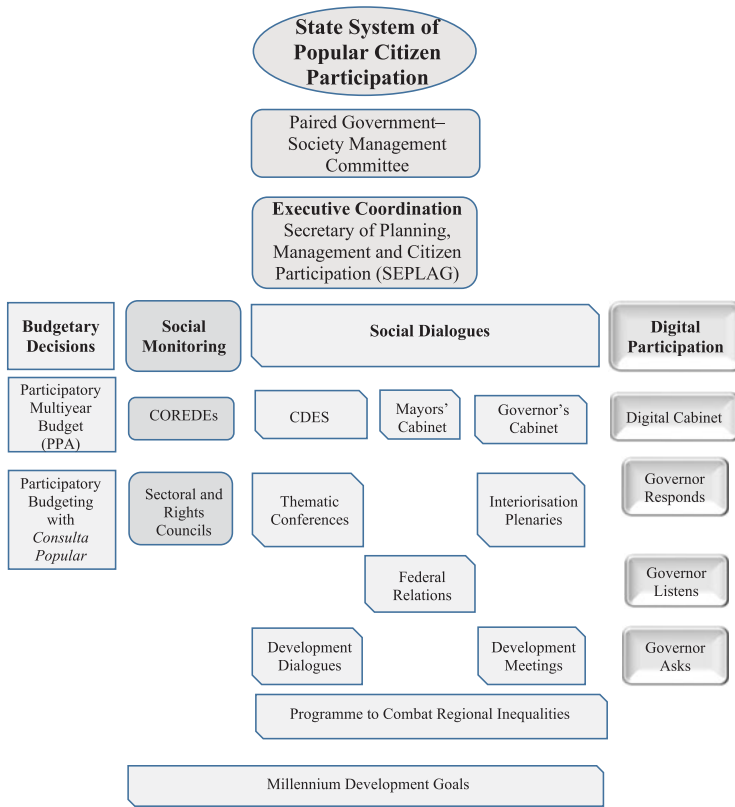 State System of
Popular Citizen
Participation
Paired Government–
Society Management
Committee
Executive Coordination
Secretary of Planning,
Management and Citizen
Participation (SEPLAG)
Budgetary
Decisions
Social
Monitoring
Social Dialogues
Digital
Participation
Participatory
Multiyear
Budget
(PPA)
COREDEs
CDES
Mayors’
Cabinet
Governor’s
Cabinet
Digital Cabinet
Participatory
Budgeting
with
Consulta
Popular
Sectoral and
Rights
Councils
Thematic
Conferences
Interiorisation
Plenaries
Governor
Responds
Federal
Relations
Governor
Listens
Development
Dialogues
Development
Meetings
Governor
Asks
Programme to Combat Regional Inequalities
Millennium Development Goals